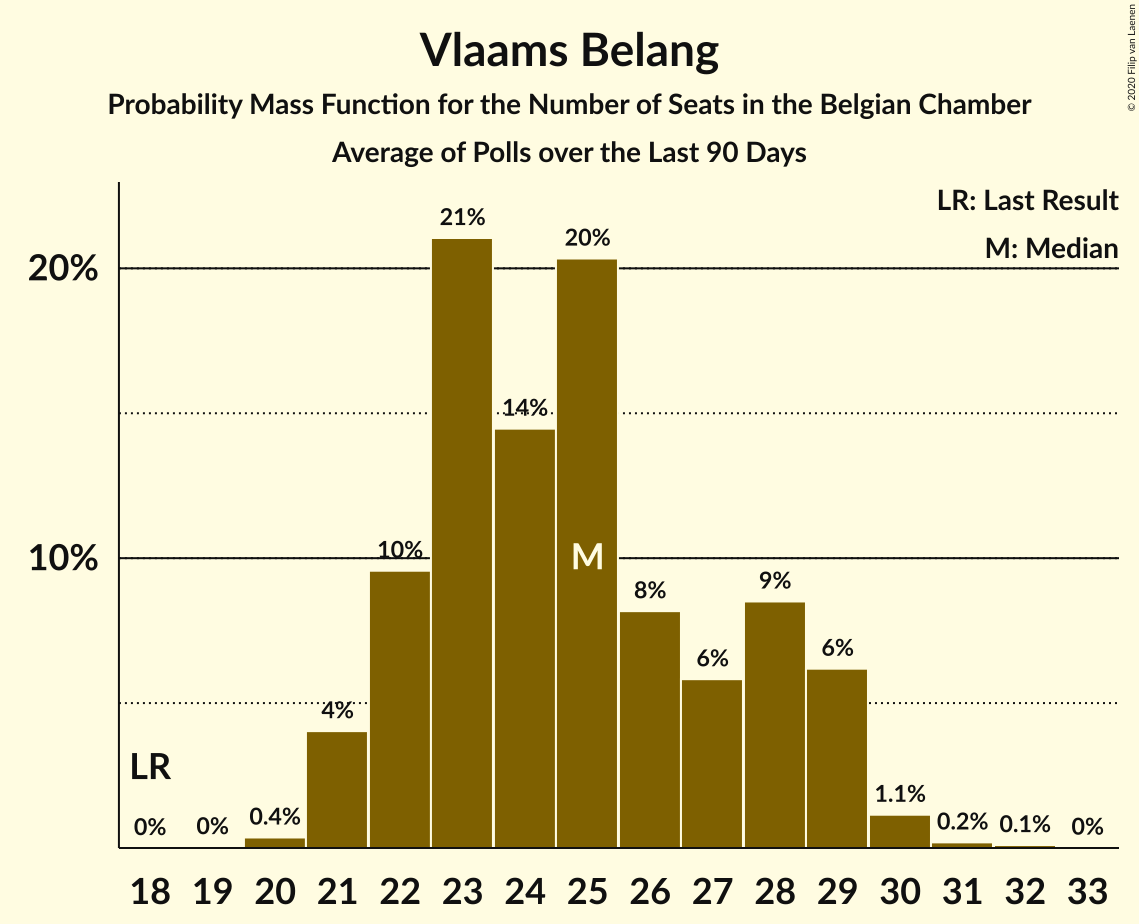 Vlaams Belang
Probability Mass Function for the Number of Seats in the Belgian Chamber
Average of Polls over the Last 90 Days
© 2020 Filip van Laenen
LR: Last Result
M: Median
20%
10%
LR
M
0%
0%
0.4%
4%
10%
21%
14%
20%
8%
6%
9%
6%
1.1%
0.2%
0.1%
0%
18 19 20 21 22 23 24 25 26 27 28 29 30 31 32 33